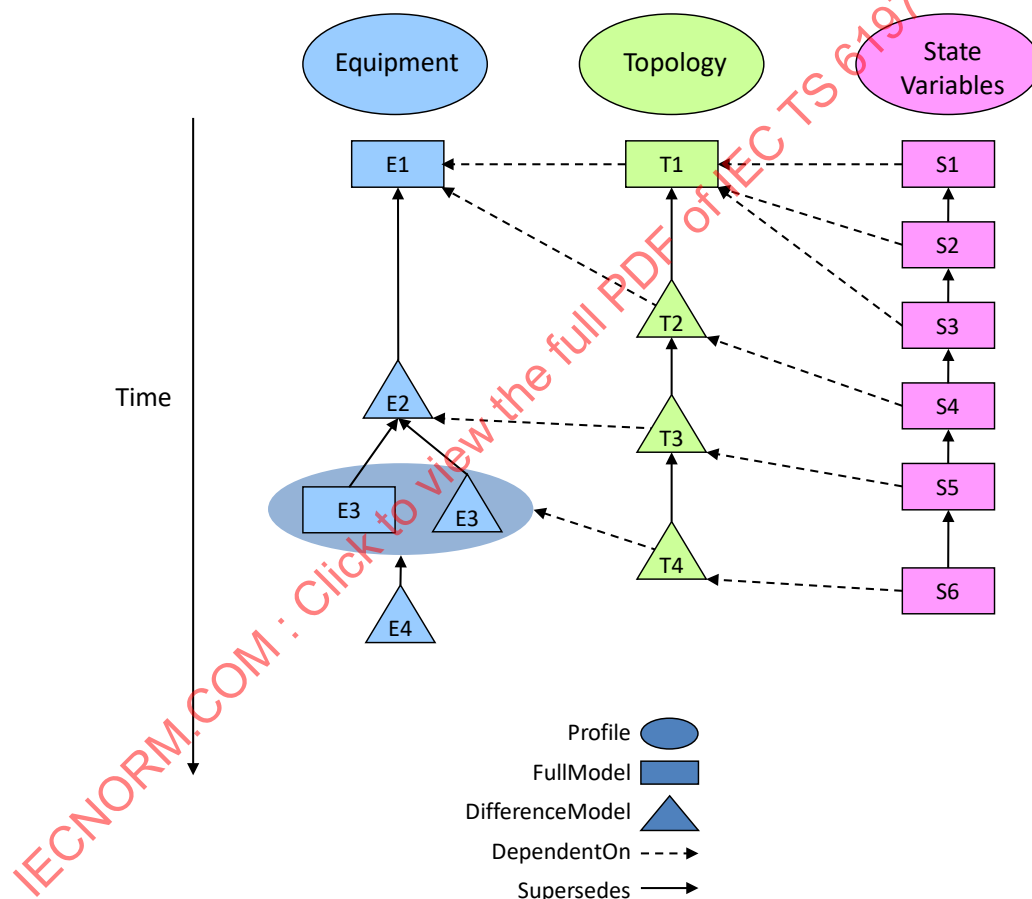 Equipment
Topology
State
Variables
E1
T1
S1
S2
T2
S3
Time
E2
T3
S4
E3
E3
S5
T4
S6
E4
Profile
FullModel
DifferenceModel
DependentOn
Supersedes
IECNORM.COM : Click to view the full PDF of IEC TS 6197